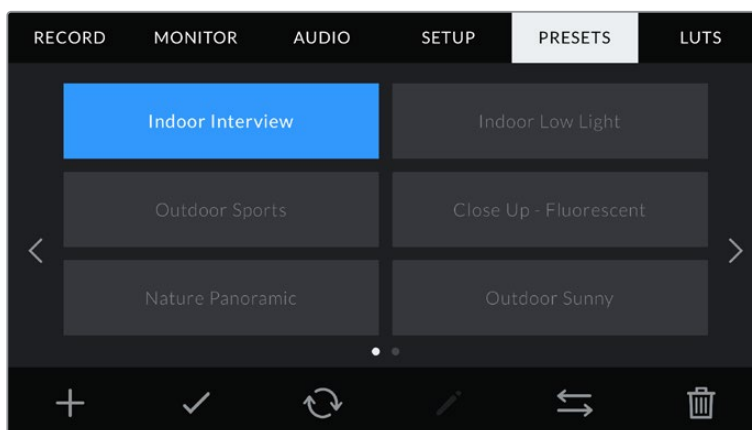 RECORD MONITOR AUDIO SETUP PRESETS LUTS
Indoor Interview Indoor Low Light
Outdoor Sports Close Up - Fluorescent
Nature Panoramic Outdoor Sunny